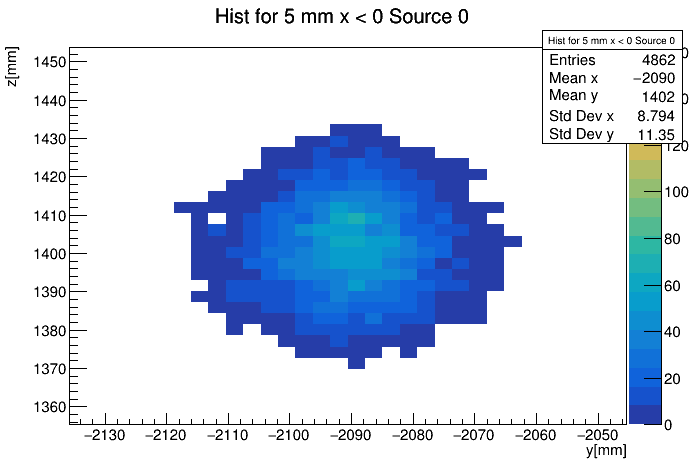 Hist for 5 mm x < 0 Source 0
Hist for 5 mm x < 0 Source 0
Entries 4862
Mean x −2090
Mean y 1402
Std Dev x 8.794
Std Dev y 11.35
z[mm]
1450
1440
1430
1420
1410
1400
1390
1380
1370
1360
−2130 −2120 −2110 −2100 −2090 −2080 −2070 −2060 −2050
y[mm]
120
100
80
60
40
20
0